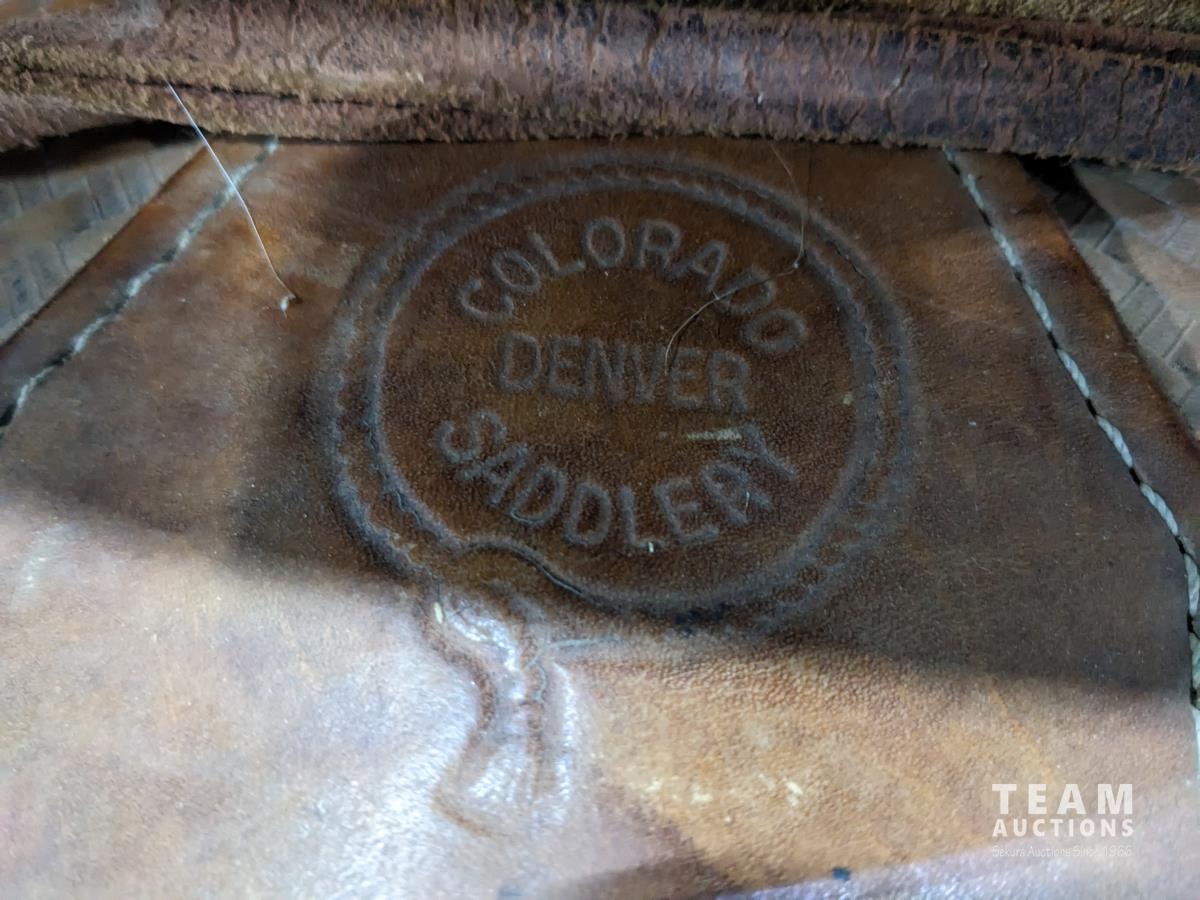 COLORADO
DENVER
SADDLERY
TEAM
AUCTIONS
Sekura Auctions Since 1966